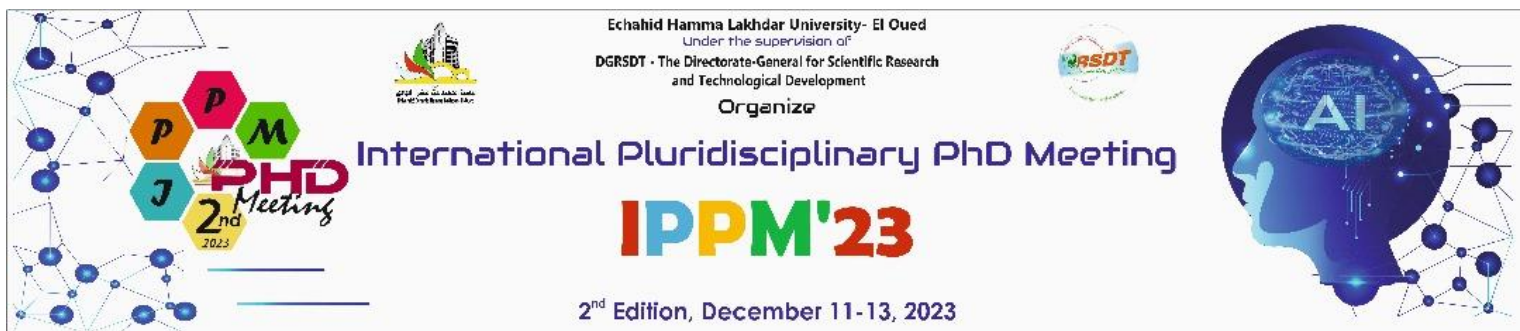 Echahid Hamma Lakhdar University- El Oued
Under the supervision of
DGRSDT - The Directorate-General for Scientific Research
and Technological Development
Organize
International Pluridisciplinary PhD Meeting
IPPM'23
2nd Edition, December 11-13, 2023
P
P
M
I
PHD
Meeting
2nd
2023
RSDT
AI